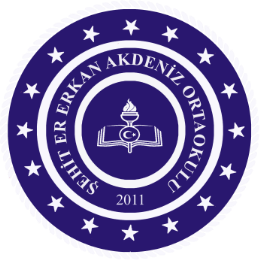 ŞEHİT ER ERKAN AKDENİZ ORTAOKULU
2011